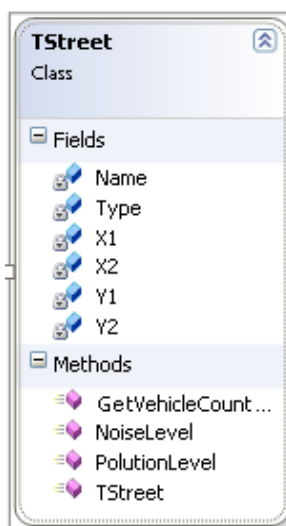 TStreet
Class
Fields
Name
Type
X1
X2
Y1
Y2
Methods
GetVehicleCount...
NoiseLevel
PolutionLevel
TStreet